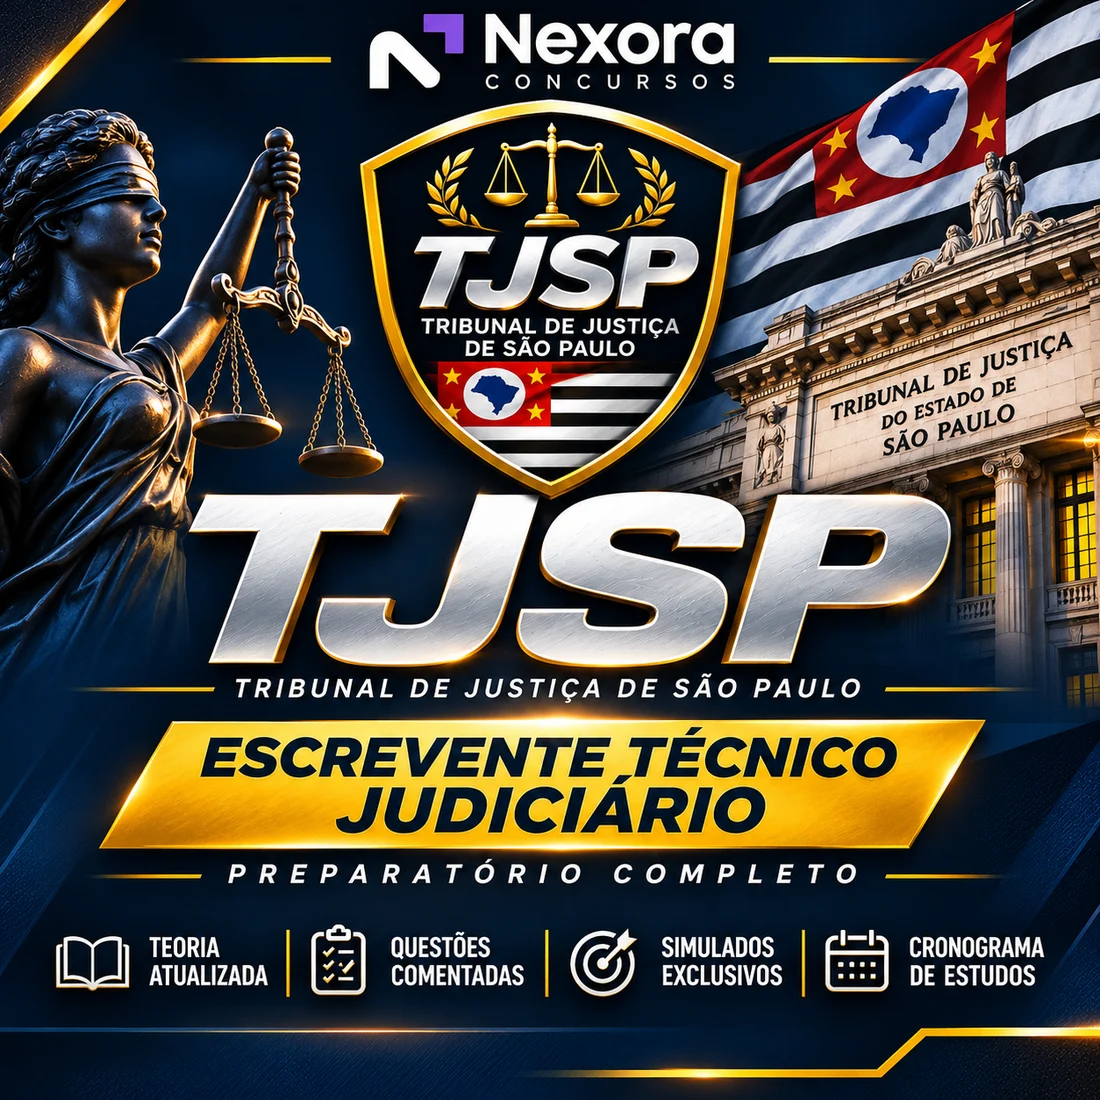 Nexora
CONCURSOS
TJSP
TRIBUNAL DE JUSTIÇA
DE SÃO PAULO
TRIBUNAL DE JUSTIÇA
DO ESTADO DE
SÃO PAULO
TJSP
TRIBUNAL DE JUSTIÇA DE SÃO PAULO
ESCREVENTE TÉCNICO
JUDICIÁRIO
PREPARATÓRIO COMPLETO
TEORIA
ATUALIZADA
QUESTÕES
COMENTADAS
SIMULADOS
EXCLUSIVOS
CRONOGRAMA
DE ESTUDOS